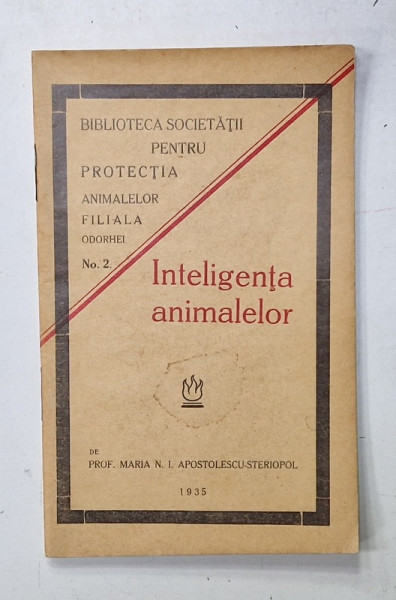 BIBLIOTECA SOCIETĂȚII
PENTRU
PROTECȚIA
ANIMALELOR
FILIALA
ODORHEI
No. 2.
Inteligența
animalelor
DE
PROF. MARIA N. I. APOSTOLESCU-STERIOPOL
1935